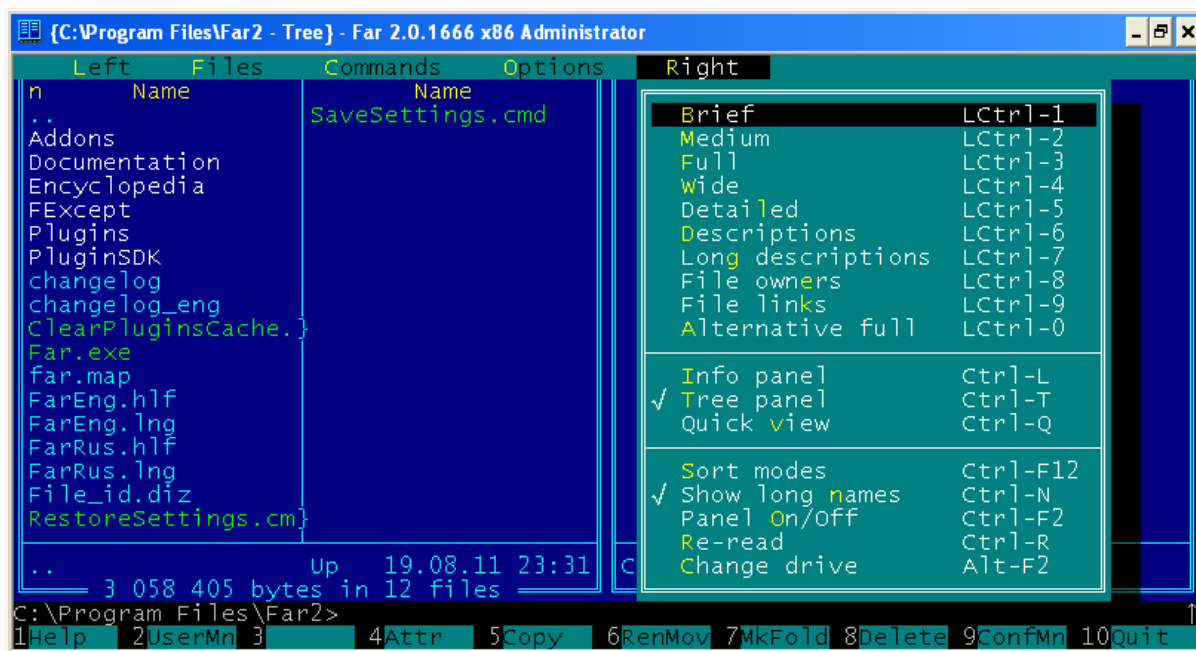 {C:\Program Files\Far2 - Tree} - Far 2.0.1666 x86 Administrator
Left Files Commands Options Right
n Name Name
..
Addons
Documentation
Encyclopedia
FExcept
Plugins
PluginSDK
changelog
changelog_eng
ClearPluginsCache.}
Far.exe
far.map
FarEng.hlf
FarEng.lng
FarRus.hlf
FarRus.lng
File_id.diz
RestoreSettings.cm}
SaveSettings.cmd
.. Up 19.08.11 23:31
3 058 405 bytes in 12 files
Brief LCtrl-1
Medium LCtrl-2
Full LCtrl-3
Wide LCtrl-4
Detailed LCtrl-5
Descriptions LCtrl-6
Long descriptions LCtrl-7
File owners LCtrl-8
File links LCtrl-9
Alternative full LCtrl-0
Info panel Ctrl-L
√ Tree panel Ctrl-T
Quick view Ctrl-Q
Sort modes Ctrl-F12
√ Show long names Ctrl-N
Panel On/Off Ctrl-F2
Re-read Ctrl-R
Change drive Alt-F2
C
C:\Program Files\Far2> ↑
1Help 2UserMn 3 4Attr 5Copy 6RenMov 7MkFold 8Delete 9ConfMn 10Quit